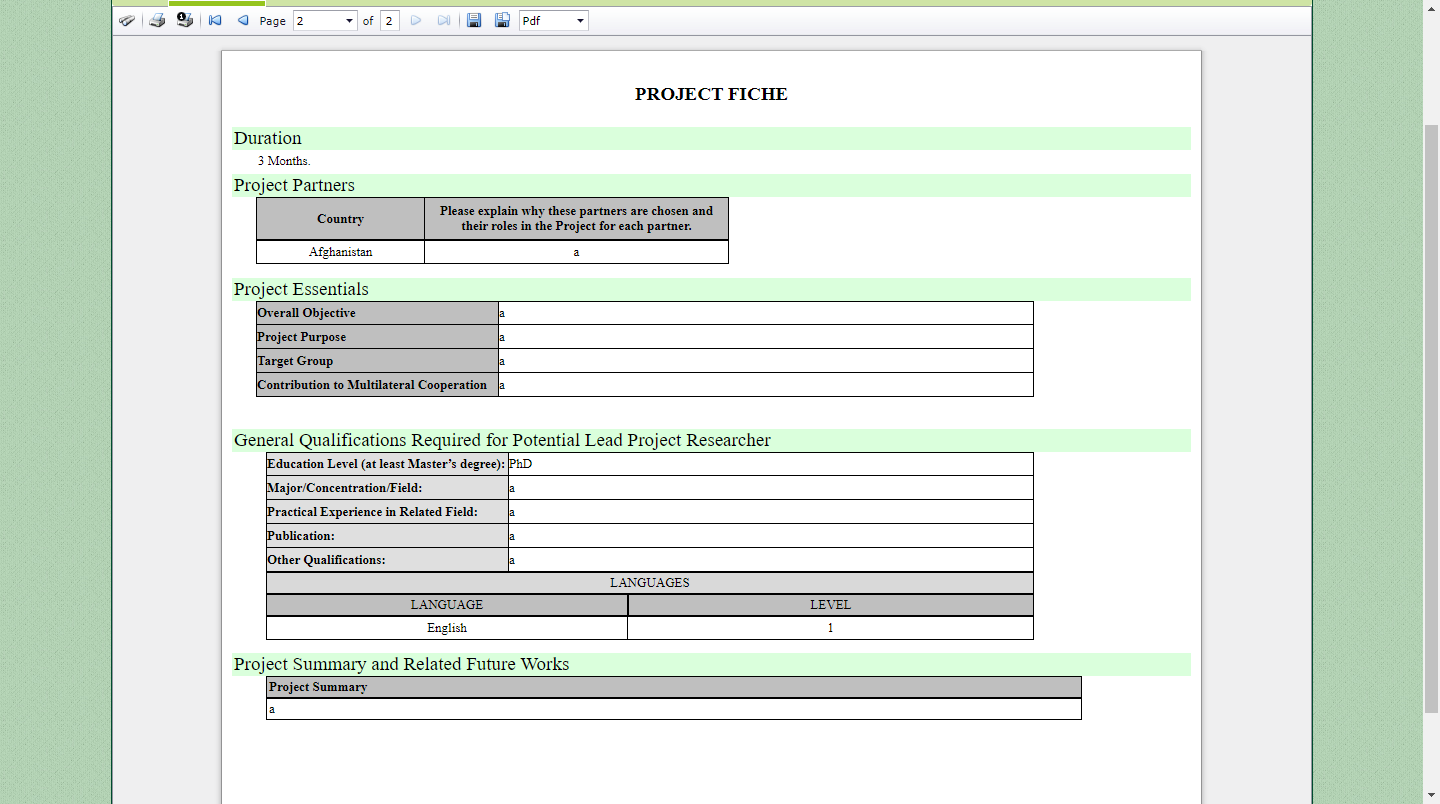 Page 2 of 2 Pdf
PROJECT FICHE
Duration
3 Months.
Project Partners
Country
Please explain why these partners are chosen and
their roles in the Project for each partner.
Afghanistan a
Project Essentials
Overall Objective a
Project Purpose a
Target Group a
Contribution to Multilateral Cooperation a
General Qualifications Required for Potential Lead Project Researcher
Education Level (at least Master’s degree): PhD
Major/Concentration/Field: a
Practical Experience in Related Field: a
Publication: a
Other Qualifications: a
LANGUAGES
LANGUAGE LEVEL
English 1
Project Summary and Related Future Works
Project Summary
a